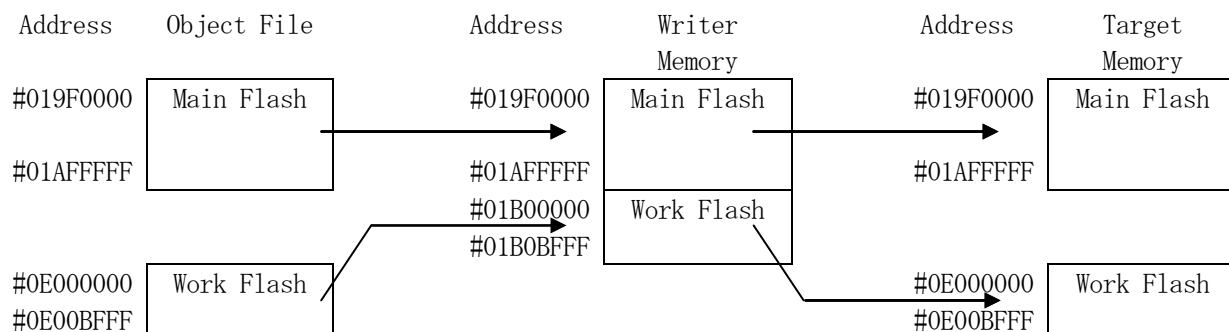 Address Object File Address Writer Memory Address Target Memory
#019F0000 Main Flash #019F0000 Main Flash #019F0000 Main Flash
#01AFFFFF #01AFFFFF #01AFFFFF
#01B00000 Work Flash
#01B0BFFF
#0E000000 Work Flash #0E000000 Work Flash
#0E00BFFF #0E00BFFF